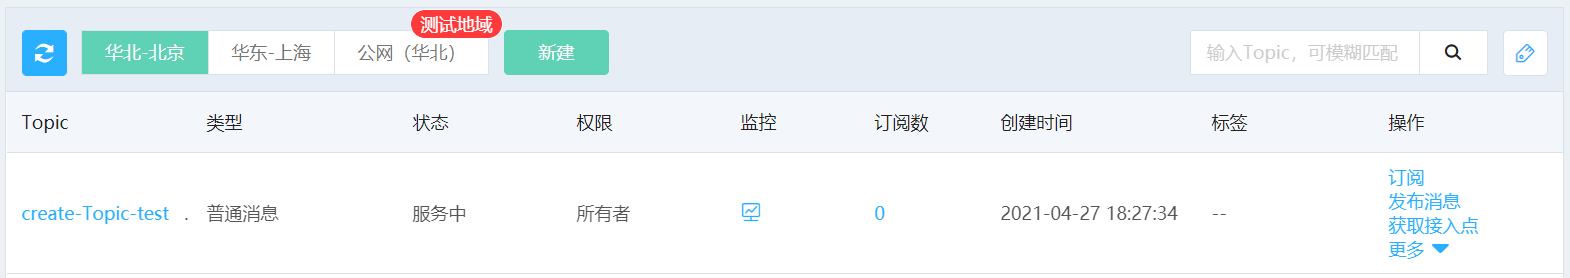 测试地域
华北-北京 华东-上海 公网（华北） 新建 输入Topic，可模糊匹配
Topic 类型 状态 权限 监控 订阅数 创建时间 标签 操作
create-Topic-test . 普通消息 服务中 所有者 0 2021-04-27 18:27:34 --
订阅
发布消息
获取接入点
更多